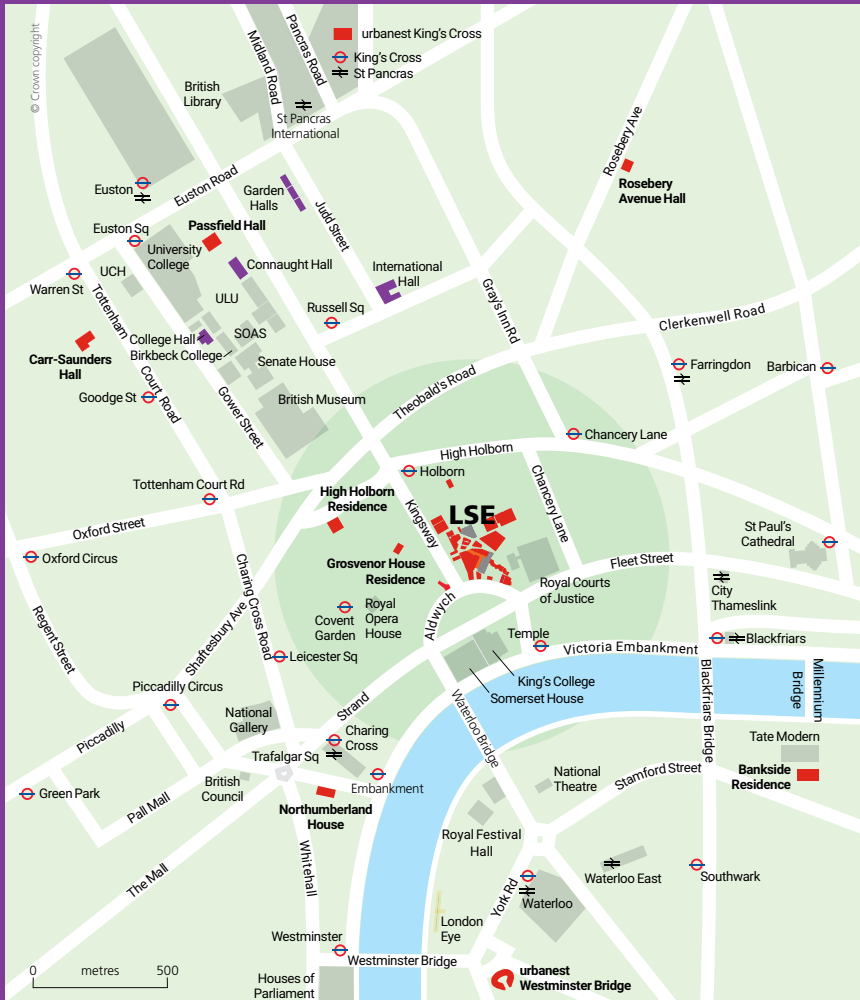 © Crown copyright
Midland Road
Pancras Road
urbanest King's Cross
King's Cross
St Pancras
British
Library
St Pancras
International
Rosebery Ave
Rosebery
Avenue Hall
Euston
Euston Road
Garden
Halls
Judd Street
Euston Sq
Passfield Hall
University
College
Connaught Hall
International
Hall
UCH
Warren St
Tottenham
Court Road
ULU
Russell Sq
Gray's Inn Rd
Clerkenwell Road
College Hall
Birkbeck College
SOAS
Senate House
Carr-Saunders
Hall
Farringdon
Barbican
Goodge St
Gower Street
British Museum
Theobald's Road
Chancery Lane
High Holborn
Holborn
Chancery Lane
Tottenham Court Rd
High Holborn
Residence
Kingsway
LSE
Oxford Street
Oxford Circus
St Paul's
Cathedral
Grosvenor House
Residence
Fleet Street
Royal Courts
of Justice
City
Thameslink
Charing Cross Road
Covent
Garden
Royal
Opera
House
Aldwych
Regent Street
Shaftesbury Ave
Leicester Sq
Temple
Victoria Embankment
Blackfriars
King's College
Somerset House
Blackfriars Bridge
Millennium
Bridge
Piccadilly Circus
Piccadilly
National
Gallery
Strand
Waterloo Bridge
Charing
Cross
Trafalgar Sq
Tate Modern
Bankside
Residence
Green Park
Pall Mall
British
Council
Embankment
Northumberland
House
National
Theatre
Stamford Street
Royal Festival
Hall
The Mall
Whitehall
Waterloo East
Southwark
York Rd
Waterloo
London
Eye
Westminster
Westminster Bridge
Houses of
Parliament
urbanest
Westminster Bridge
0 metres 500